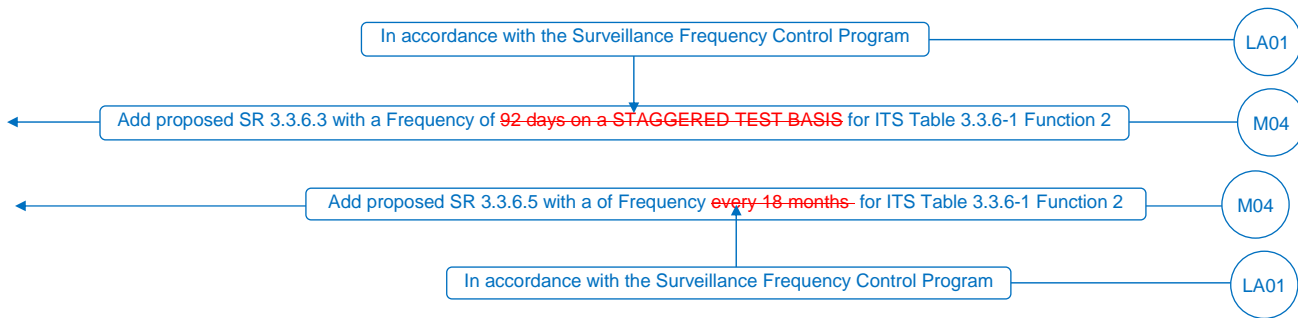 In accordance with the Surveillance Frequency Control Program
LA01
Add proposed SR 3.3.6.3 with a Frequency of 92 days on a STAGGERED TEST BASIS for ITS Table 3.3.6-1 Function 2
M04
Add proposed SR 3.3.6.5 with a of Frequency every 18 months for ITS Table 3.3.6-1 Function 2
M04
In accordance with the Surveillance Frequency Control Program
LA01